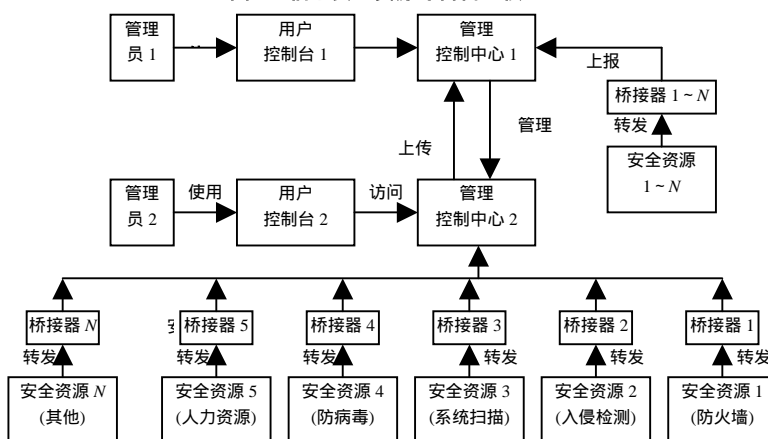 管理
员 1
用户
控制台 1
管理
控制中心 1
上报
桥接器 1~N
转发
安全资源
1~N
上传
管理
管理
员 2
使用
用户
控制台 2
访问
管理
控制中心 2
桥接器 N
桥接器 5
桥接器 4
桥接器 3
桥接器 2
桥接器 1
转发
转发
转发
转发
转发
转发
安全资源 N
(其他)
安全资源 5
(人力资源)
安全资源 4
(防病毒)
安全资源 3
(系统扫描)
安全资源 2
(入侵检测)
安全资源 1
(防火墙)